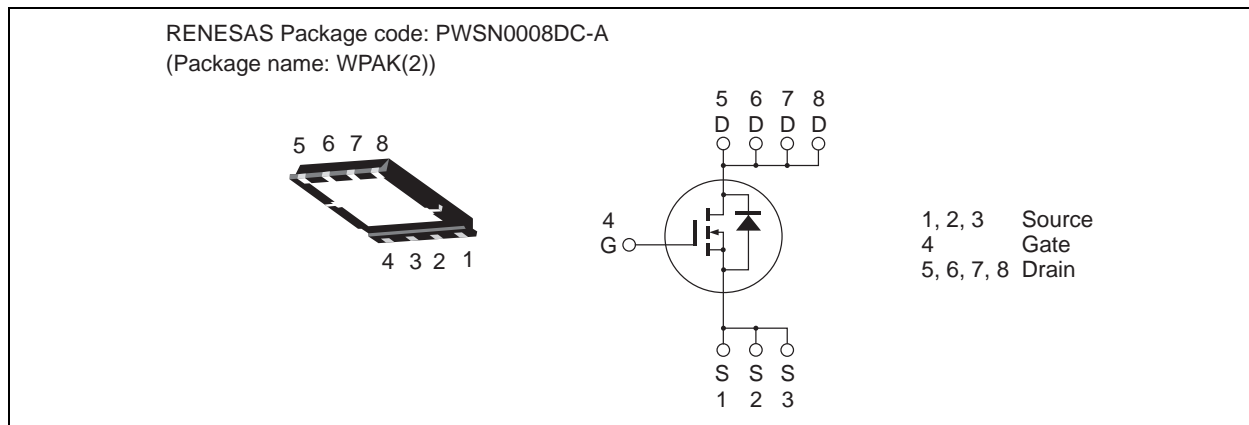 RENESAS Package code: PWSN0008DC-A
(Package name: WPAK(2))
5 6 7 8
4 3 2 1
5 6 7 8
D D D D
4
G
S S S
1 2 3
1, 2, 3 Source
4 Gate
5, 6, 7, 8 Drain